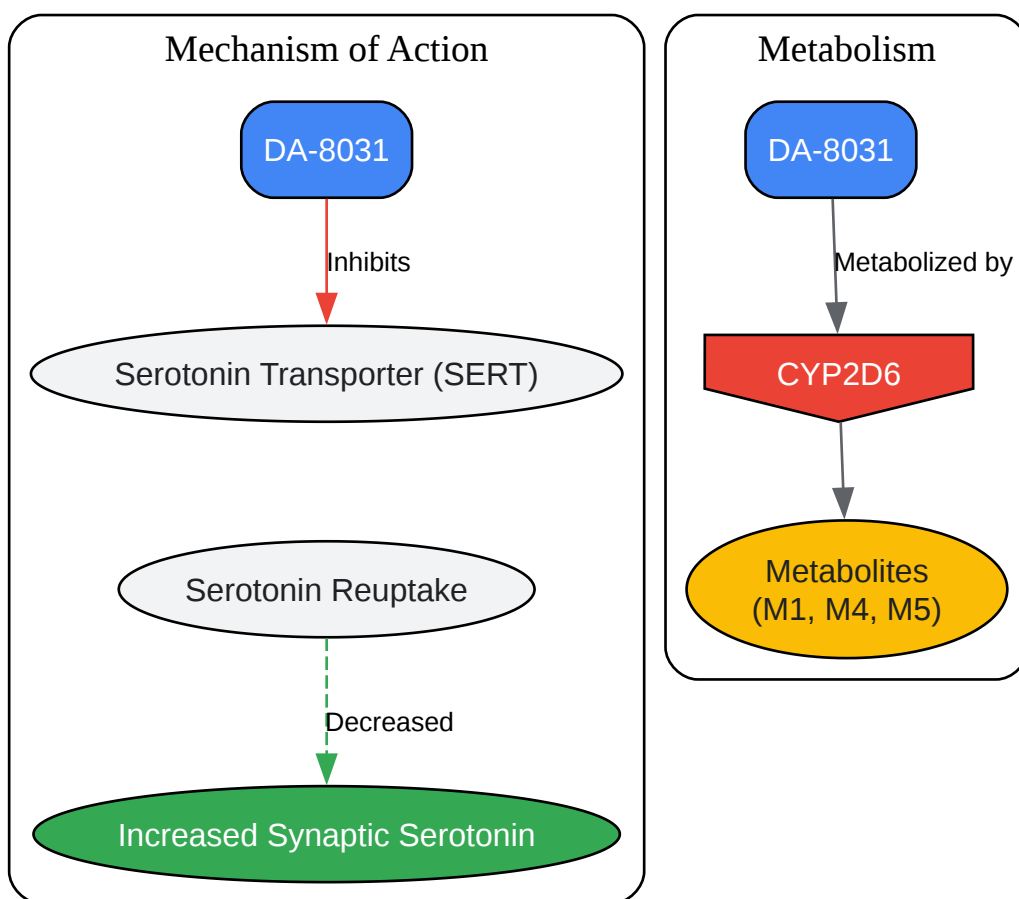 Mechanism of Action
DA-8031
Inhibits
Serotonin Transporter (SERT)
Serotonin Reuptake
Decreased
Increased Synaptic Serotonin
Metabolism
DA-8031
Metabolized by
CYP2D6
Metabolites
(M1, M4, M5)